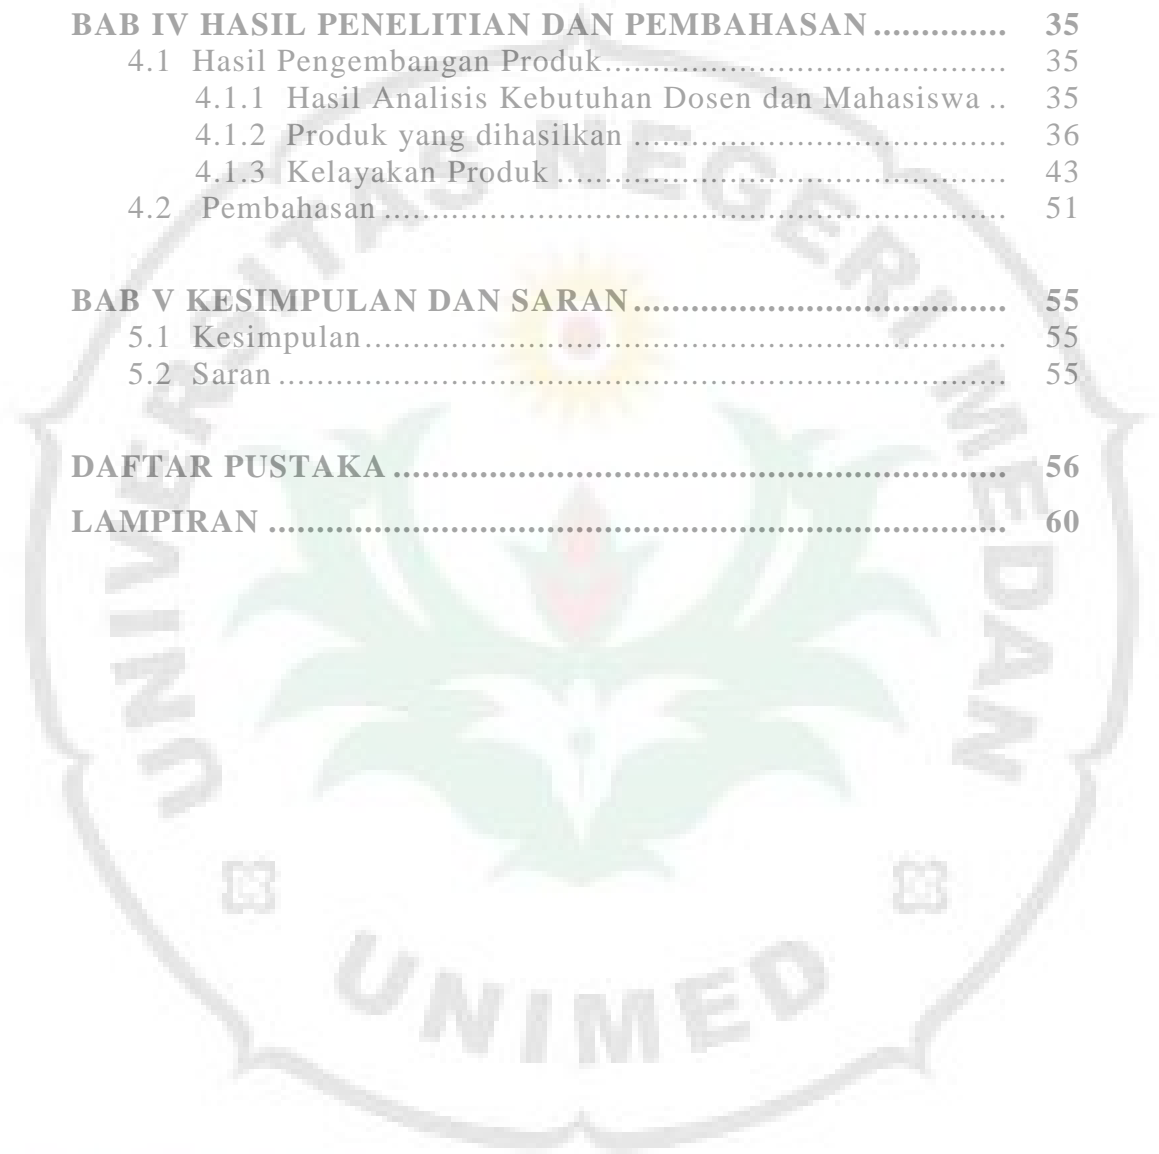 BAB IV HASIL PENELITIAN DAN PEMBAHASAN .............. 35
4.1 Hasil Pengembangan Produk.......................................... 35
4.1.1 Hasil Analisis Kebutuhan Dosen dan Mahasiswa .. 35
4.1.2 Produk yang dihasilkan ....................................... 36
4.1.3 Kelayakan Produk ............................................... 43
4.2 Pembahasan ................................................................. 51
BAB V KESIMPULAN DAN SARAN....................................... 55
5.1 Kesimpulan................................................................... 55
5.2 Saran ............................................................................ 55
DAFTAR PUSTAKA ................................................................ 56
LAMPIRAN ............................................................................. 60
UNIVERSITAS NEGERI MEDAN
UNIMED